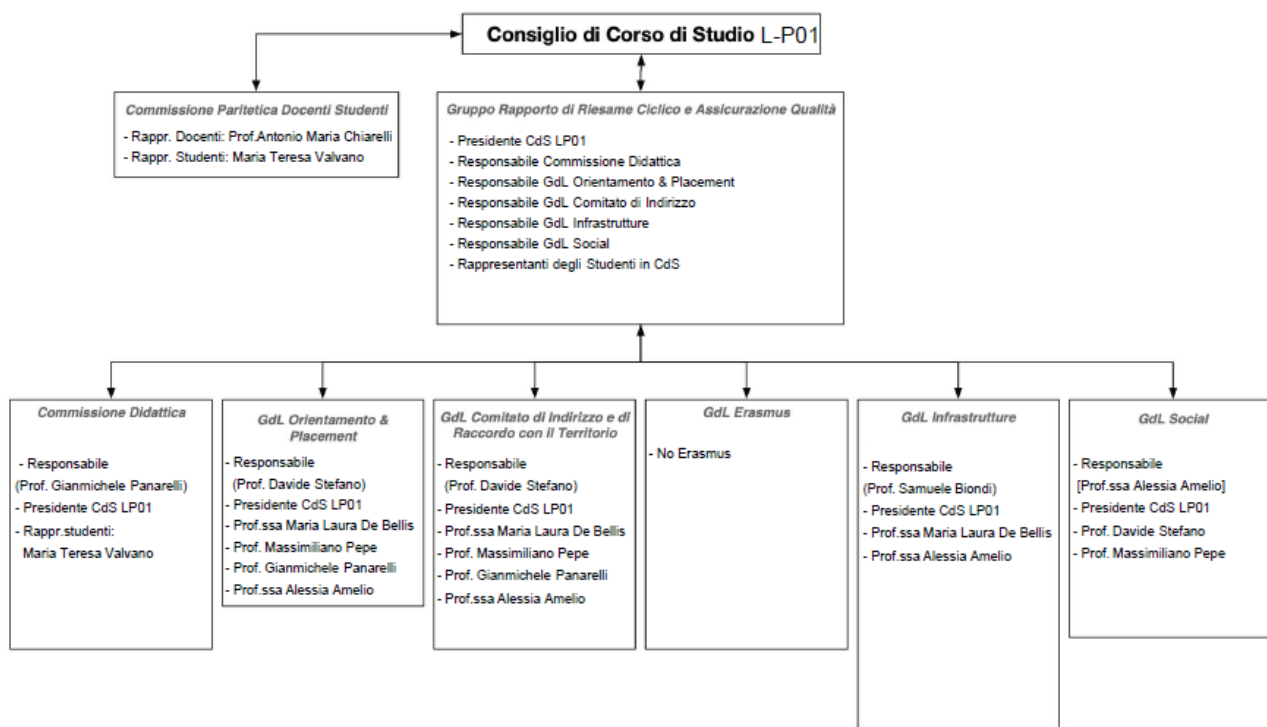 Consiglio di Corso di Studio L-P01
Commissione Paritetica Docenti Studenti
- Rappr. Docenti: Prof.Antonio Maria Chiarelli
- Rappr. Studenti: Maria Teresa Valvano
Gruppo Rapporto di Riesame Ciclico e Assicurazione Qualità
- Presidente CdS LP01
- Responsabile Commissione Didattica
- Responsabile GdL Orientamento & Placement
- Responsabile GdL Comitato di Indirizzo
- Responsabile GdL Infrastrutture
- Responsabile GdL Social
- Rappresentanti degli Studenti in CdS
Commissione Didattica
- Responsabile
(Prof. Gianmichele Panarelli)
- Presidente CdS LP01
- Rappr.studenti:
Maria Teresa Valvano
GdL Orientamento &
Placement
- Responsabile
(Prof. Davide Stefano)
- Presidente CdS LP01
- Prof.ssa Maria Laura De Bellis
- Prof. Massimiliano Pepe
- Prof. Gianmichele Panarelli
- Prof.ssa Alessia Amelio
GdL Comitato di Indirizzo e di
Raccordo con il Territorio
- Responsabile
(Prof. Davide Stefano)
- Presidente CdS LP01
- Prof.ssa Maria Laura De Bellis
- Prof. Massimiliano Pepe
- Prof. Gianmichele Panarelli
- Prof.ssa Alessia Amelio
GdL Erasmus
- No Erasmus
GdL Infrastrutture
- Responsabile
(Prof. Samuele Biondi)
- Presidente CdS LP01
- Prof.ssa Maria Laura De Bellis
- Prof.ssa Alessia Amelio
GdL Social
- Responsabile
[Prof.ssa Alessia Amelio]
- Presidente CdS LP01
- Prof. Davide Stefano
- Prof. Massimiliano Pepe